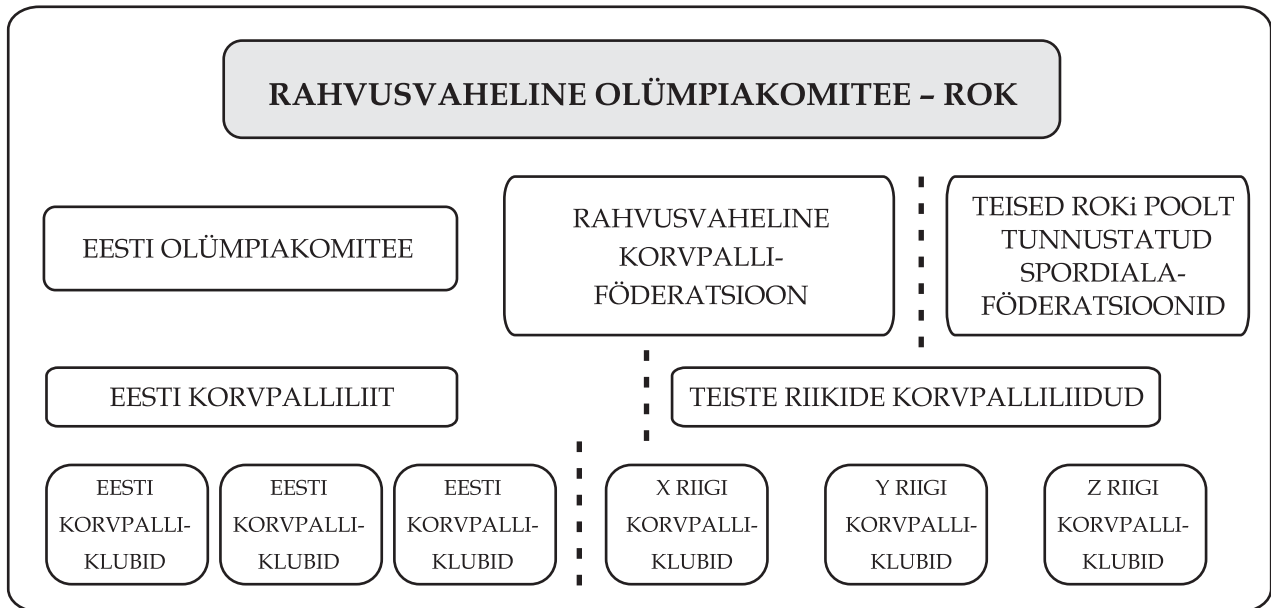 RAHVUSVAHELINE OLÜMPIAKOMITEE – ROK
EESTI OLÜMPIAKOMITEE
RAHVUSVAHELINE
KORVPALLI-
FÖDERATSIOON
TEISED ROKi POOLT
TUNNUSTATUD
SPORDIALA-
FÖDERATSIOONID
EESTI KORVPALLILIIT
TEISTE RIIKIDE KORVPALLILIIDUD
EESTI
KORVPALLI-
KLUBID
EESTI
KORVPALLI-
KLUBID
EESTI
KORVPALLI-
KLUBID
X RIIGI
KORVPALLI-
KLUBID
Y RIIGI
KORVPALLI-
KLUBID
Z RIIGI
KORVPALLI-
KLUBID